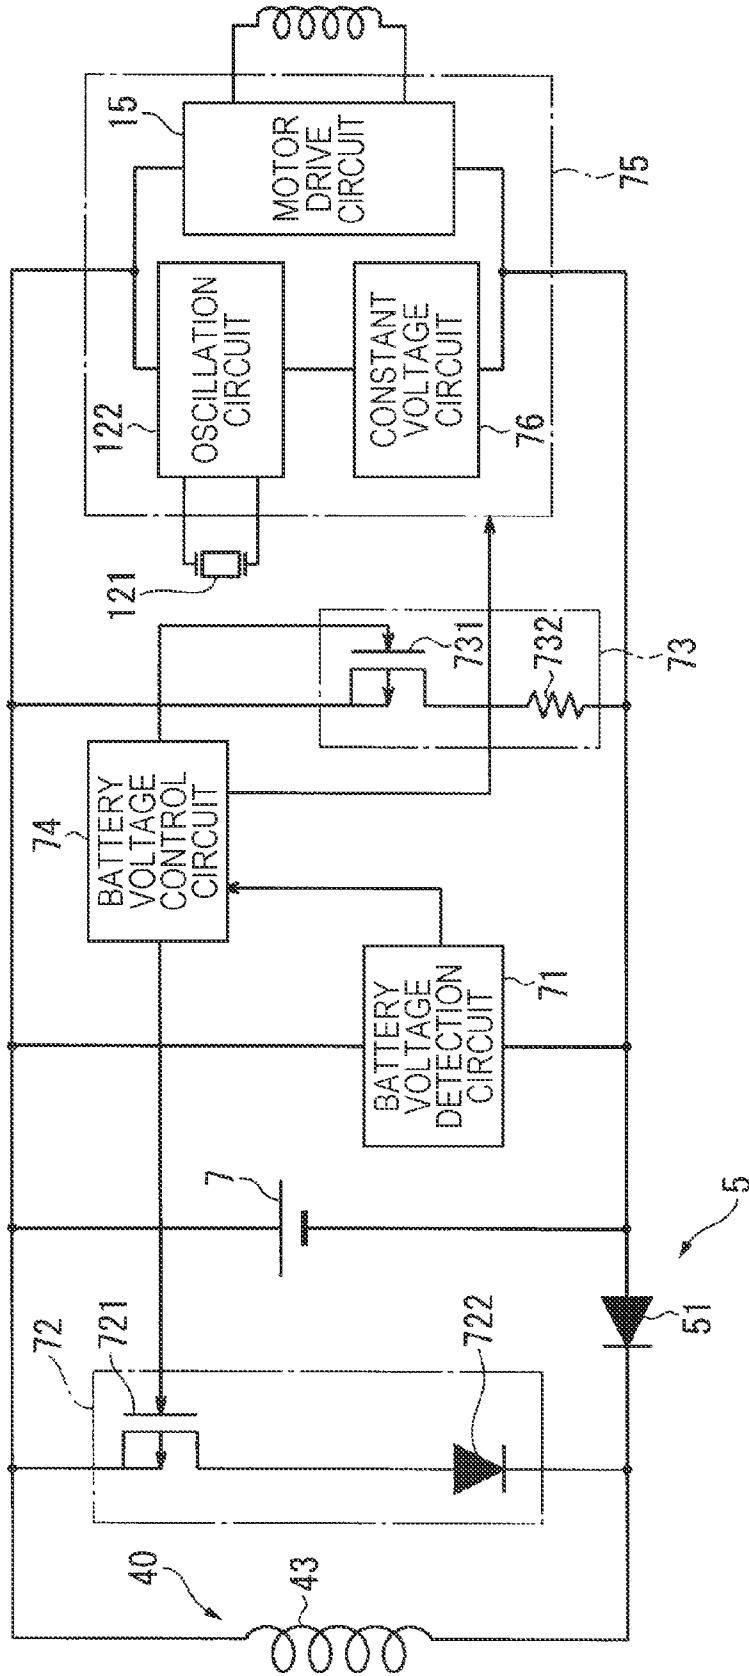 40
43
72
721
722
7
5
51
BATTERY
VOLTAGE
DETECTION
CIRCUIT
71
74
BATTERY
VOLTAGE
CONTROL
CIRCUIT
731
732
73
121
122
OSCILLATION
CIRCUIT
CONSTANT
VOLTAGE
CIRCUIT
76
15
MOTOR
DRIVE
CIRCUIT
75